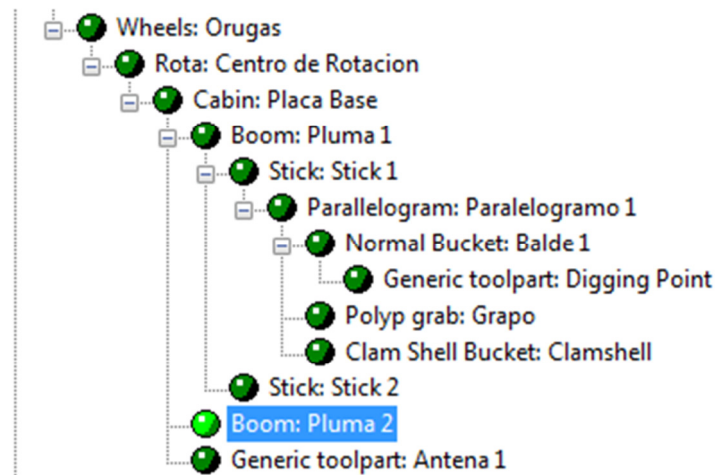 Wheels: Orugas
Rota: Centro de Rotacion
Cabin: Placa Base
Boom: Pluma 1
Stick: Stick 1
Parallelogram: Paralelogramo 1
Normal Bucket: Balde 1
Generic toolpart: Digging Point
Polyp grab: Grapo
Clam Shell Bucket: Clamshell
Stick: Stick 2
Boom: Pluma 2
Generic toolpart: Antena 1